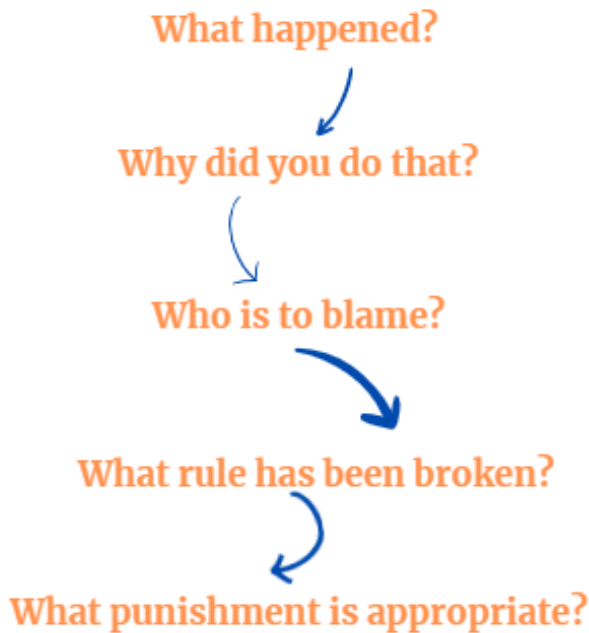 What happened?
Why did you do that?
Who is to blame?
What rule has been broken?
What punishment is appropriate?